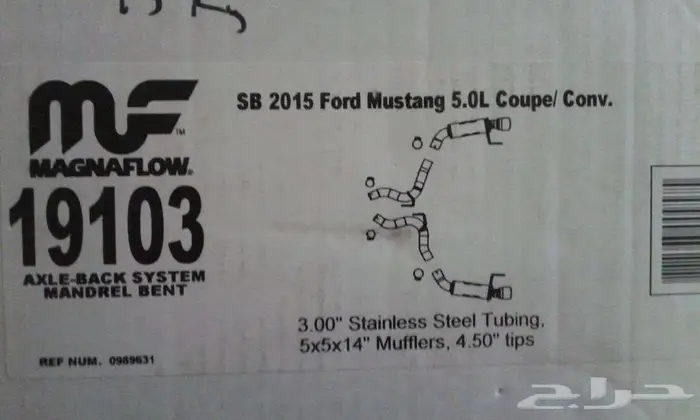 MF
TM
MAGNAFLOW®
19103
AXLE-BACK SYSTEM
MANDREL BENT
REF NUM. 0989631
SB 2015 Ford Mustang 5.0L Coupe/ Conv.
3.00" Stainless Steel Tubing,
5x5x14" Mufflers, 4.50" tips
حراج